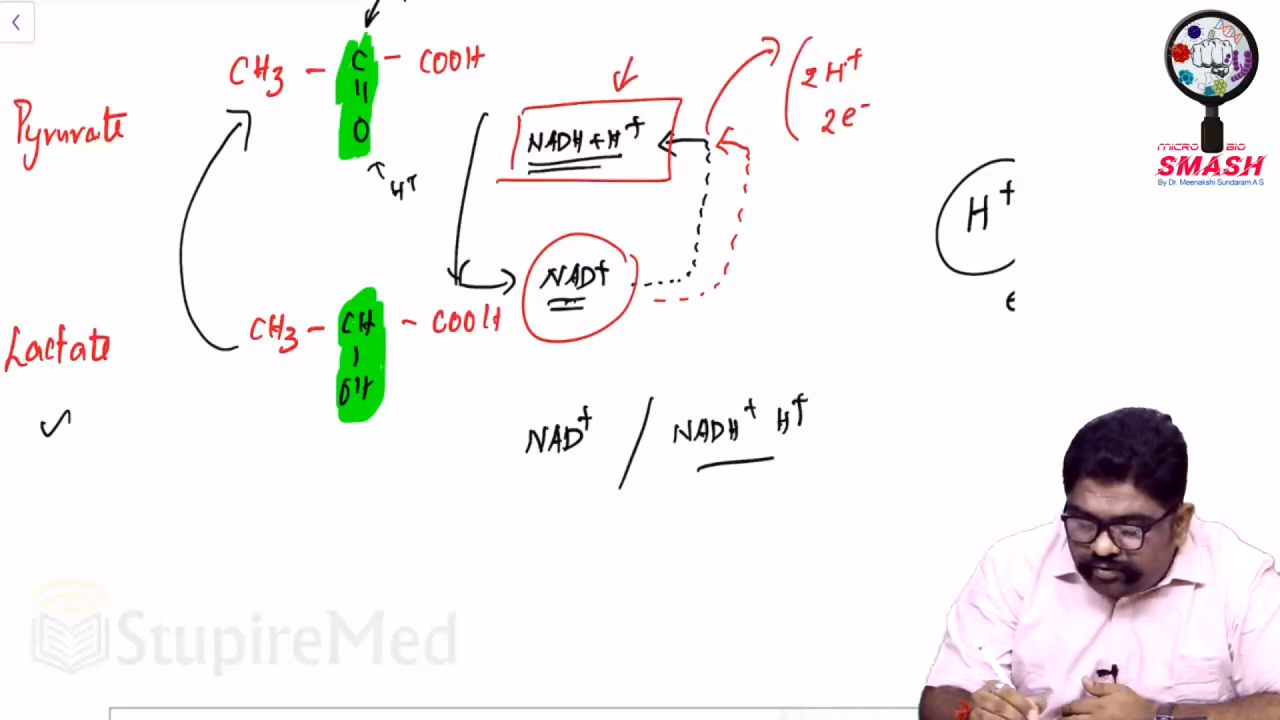 CH3 - C - COOH
||
O
Pyruvate
H+
NADH + H+
2H+
2e-
H+
e
NAD+
CH3 - CH - COOH
|
OH
Lactate
NAD+ / NADH+ H+
StupireMed
MICRO BIO
SMASH
By Dr. Meenakshi Sundaram A S